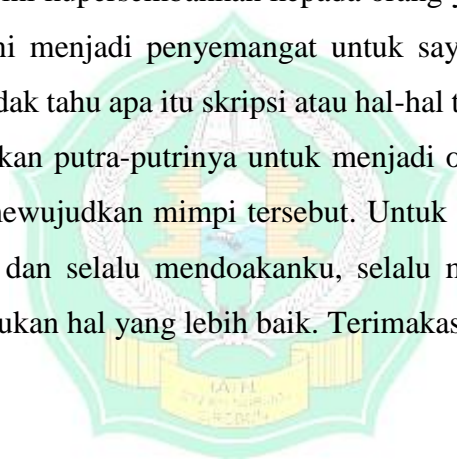 kupersembahkan kepada orang
ni menjadi penyemangat untuk say
dak tahu apa itu skripsi atau hal-hal t
kan putra-putrinya untuk menjadi o
newujudkan mimpi tersebut. Untuk
dan selalu mendoakanku, selalu n
ukan hal yang lebih baik. Terimakas